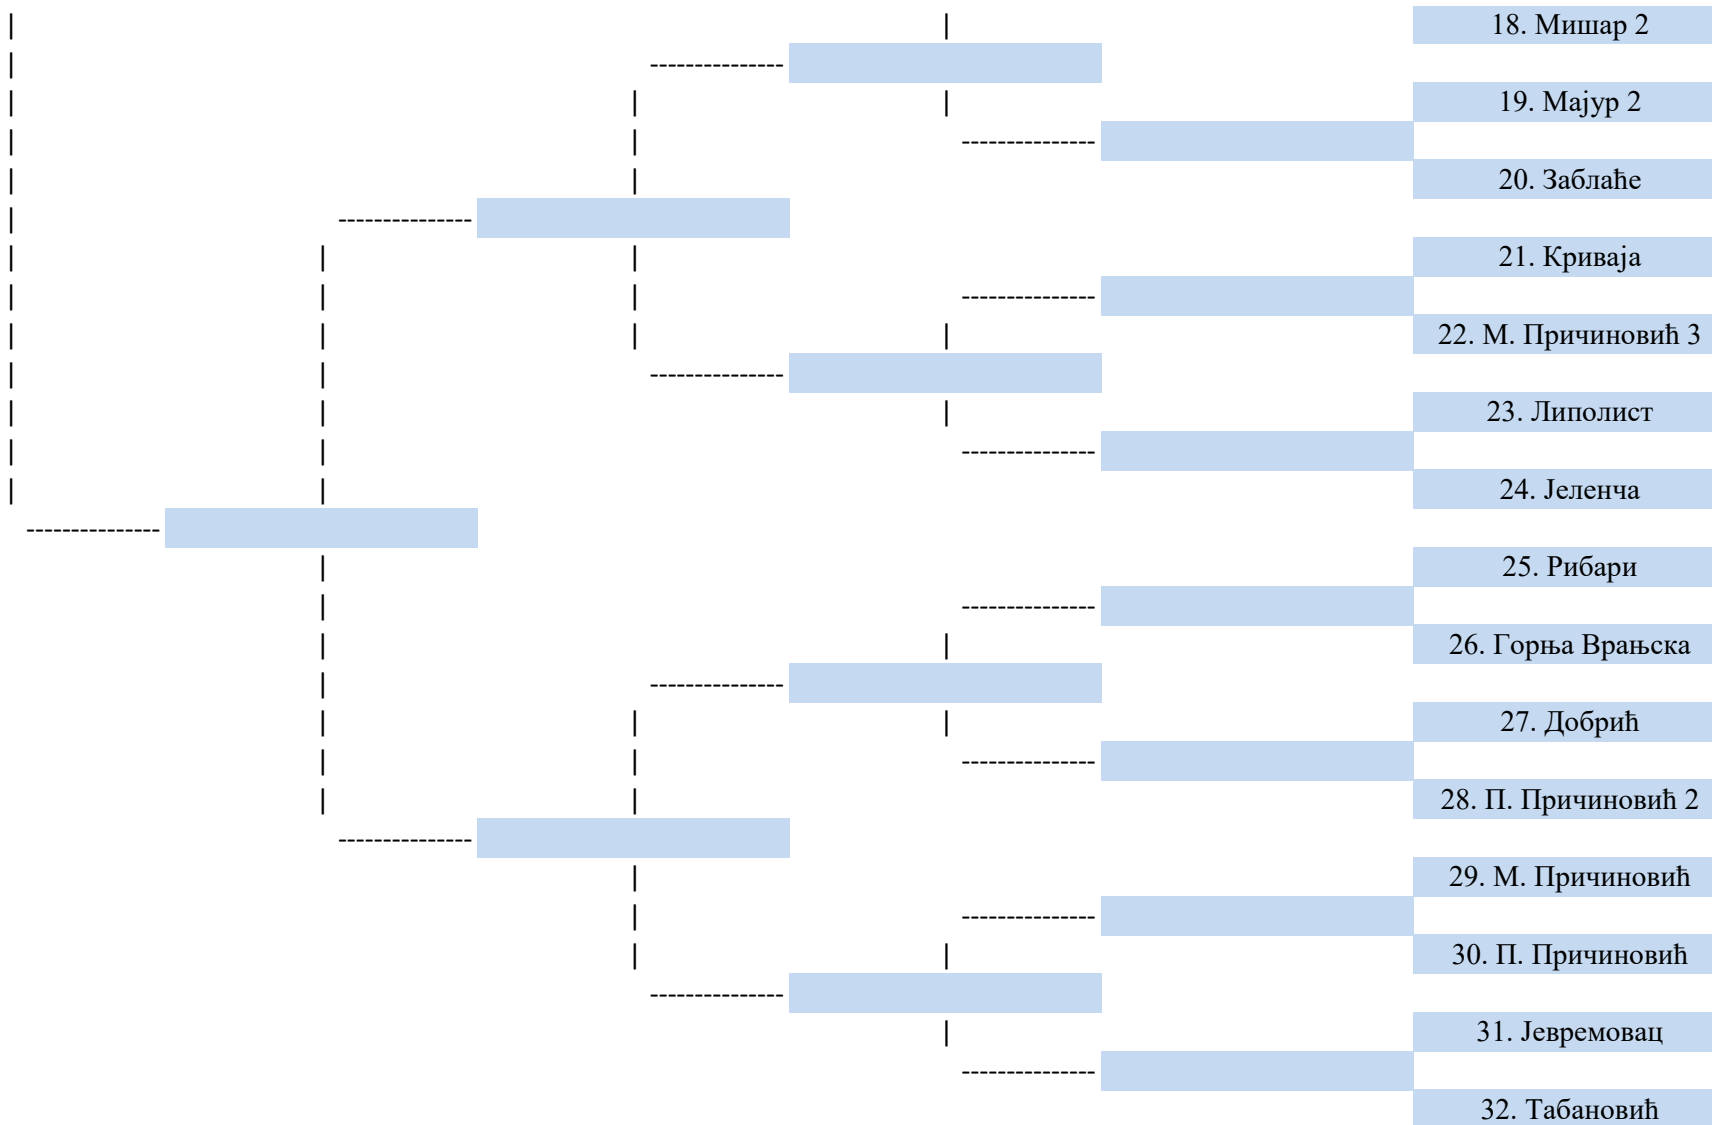 18. Мишар 2
19. Мајур 2
20. Заблаће
21. Криваја
22. М. Причиновић 3
23. Липолист
24. Јеленча
25. Рибари
26. Горња Врањска
27. Добрић
28. П. Причиновић 2
29. М. Причиновић
30. П. Причиновић
31. Јевремовац
32. Табановић